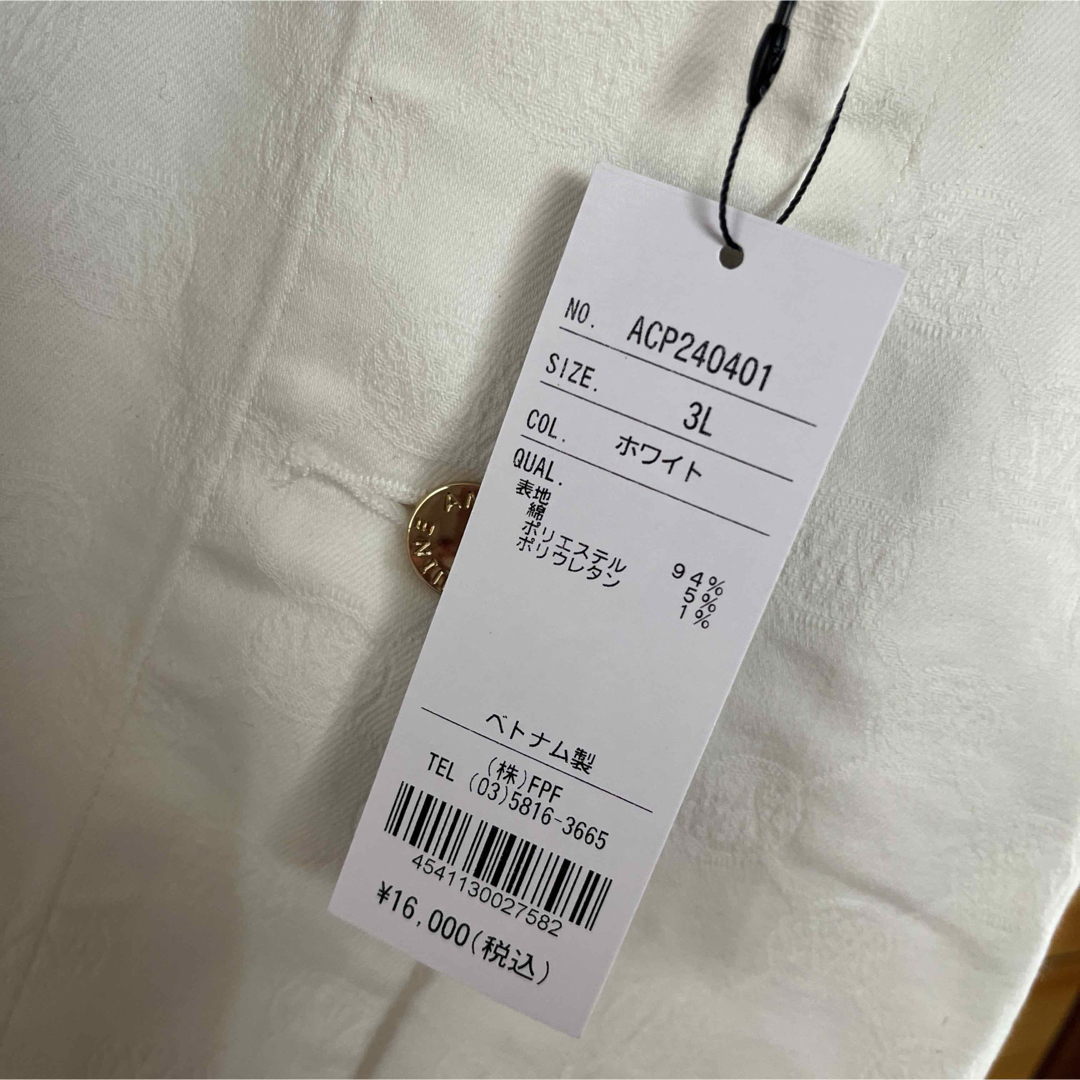 NO. ACP240401
SIZE. 3L
COL. ホワイト
QUAL.
表地
綿 94%
ポリエステル 5%
ポリウレタン 1%
ベトナム製
(株)FPF
TEL (03)5816-3665
4541130027582
¥16,000(税込)